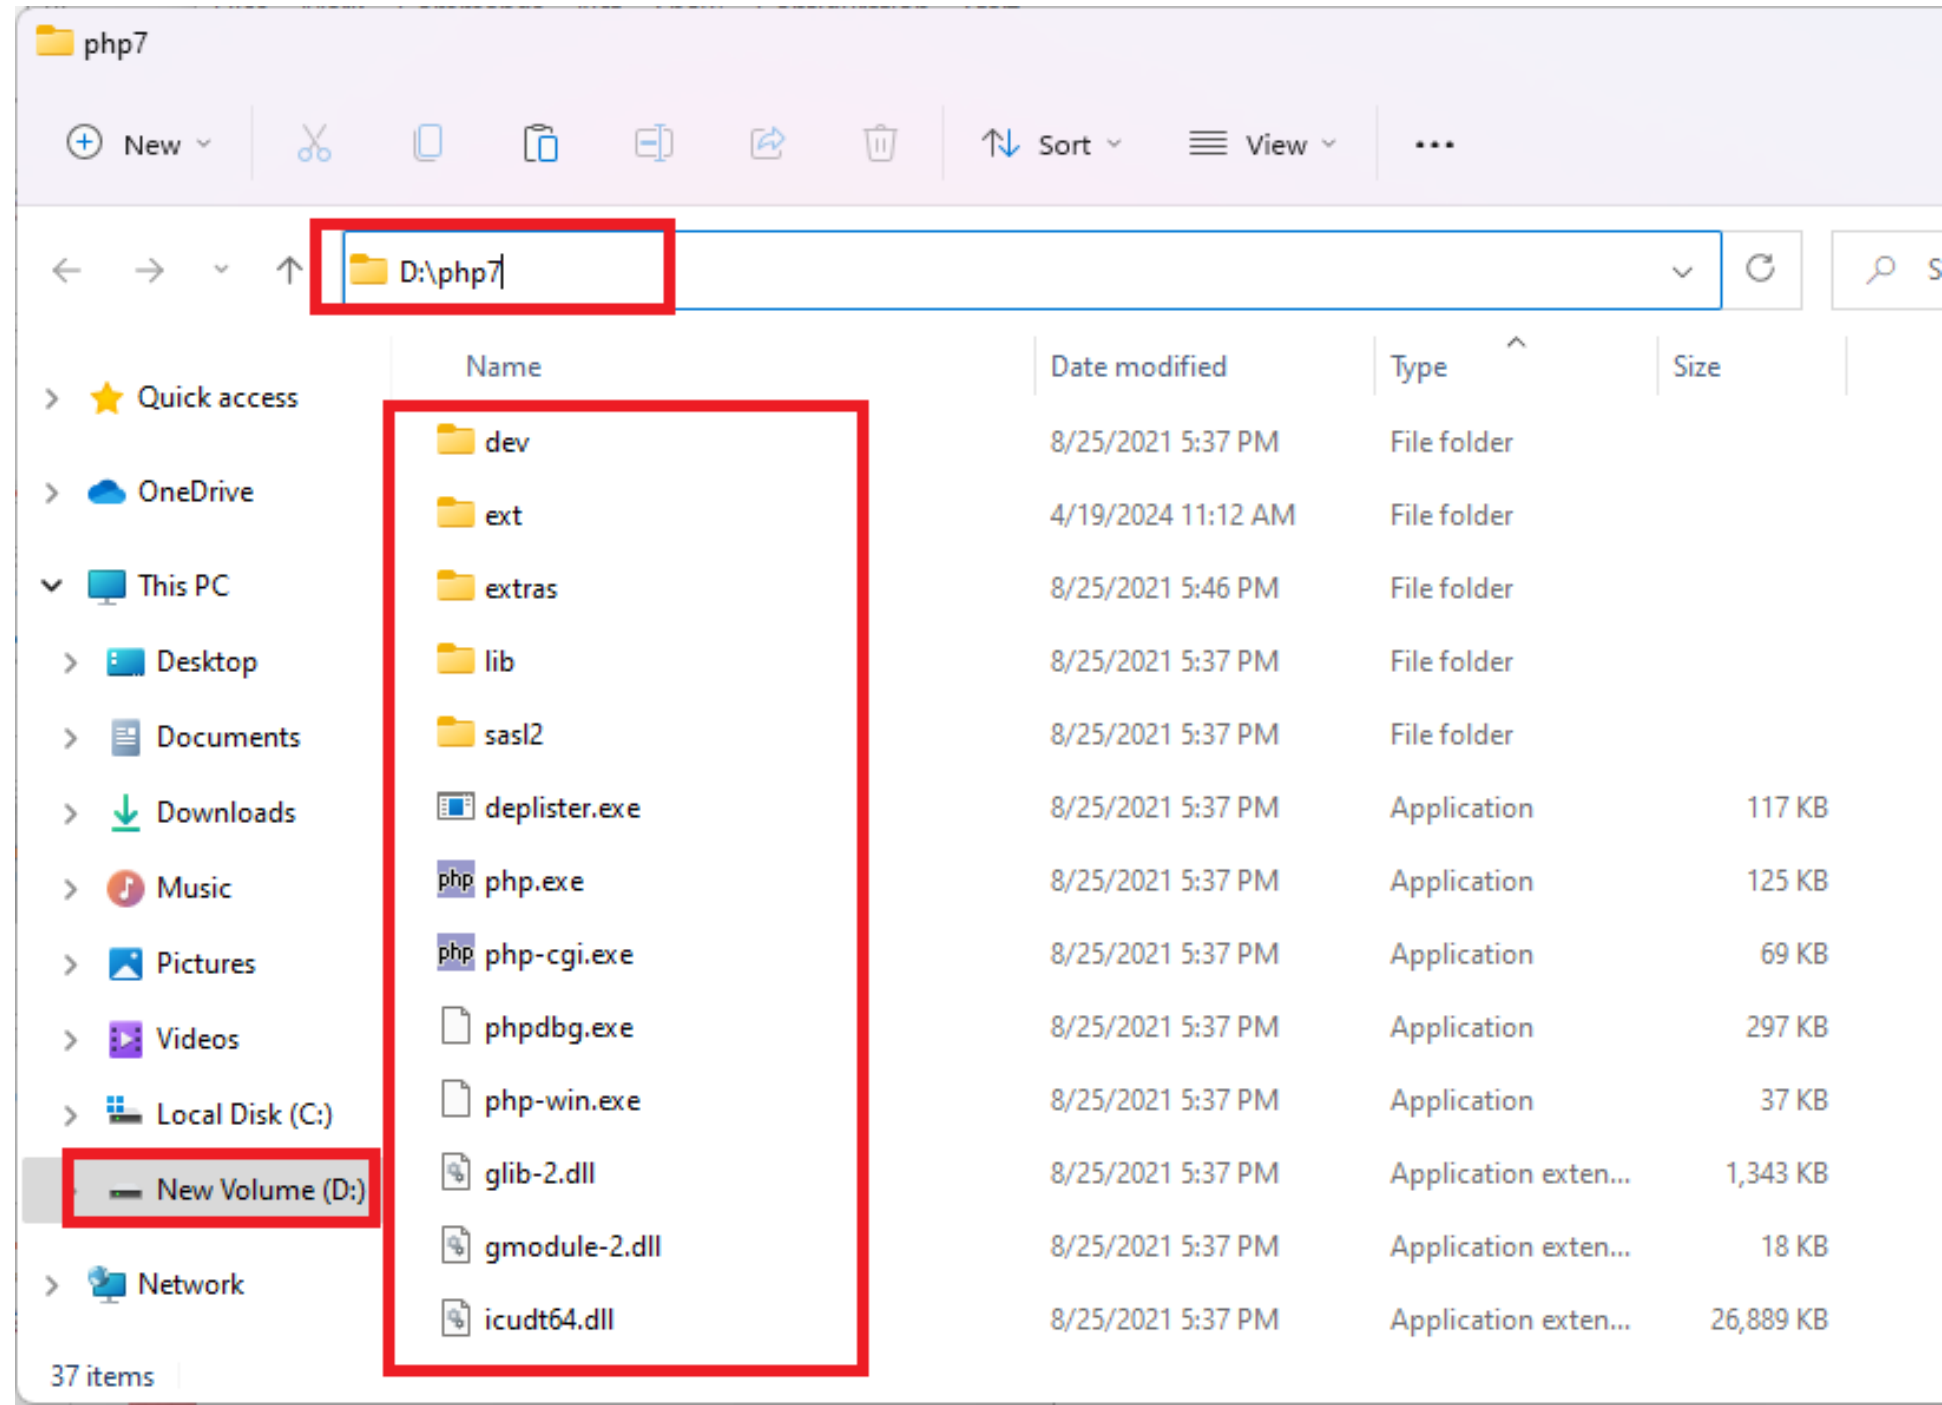 php7
New
Sort
View
D:\php7
S
Name Date modified Type Size
Quick access
OneDrive
This PC
Desktop
Documents
Downloads
Music
Pictures
Videos
Local Disk (C:)
New Volume (D:)
Network
dev 8/25/2021 5:37 PM File folder
ext 4/19/2024 11:12 AM File folder
extras 8/25/2021 5:46 PM File folder
lib 8/25/2021 5:37 PM File folder
sasl2 8/25/2021 5:37 PM File folder
deplister.exe 8/25/2021 5:37 PM Application 117 KB
php php.exe 8/25/2021 5:37 PM Application 125 KB
php php-cgi.exe 8/25/2021 5:37 PM Application 69 KB
phpdbg.exe 8/25/2021 5:37 PM Application 297 KB
php-win.exe 8/25/2021 5:37 PM Application 37 KB
glib-2.dll 8/25/2021 5:37 PM Application exten... 1,343 KB
gmodule-2.dll 8/25/2021 5:37 PM Application exten... 18 KB
icudt64.dll 8/25/2021 5:37 PM Application exten... 26,889 KB
37 items